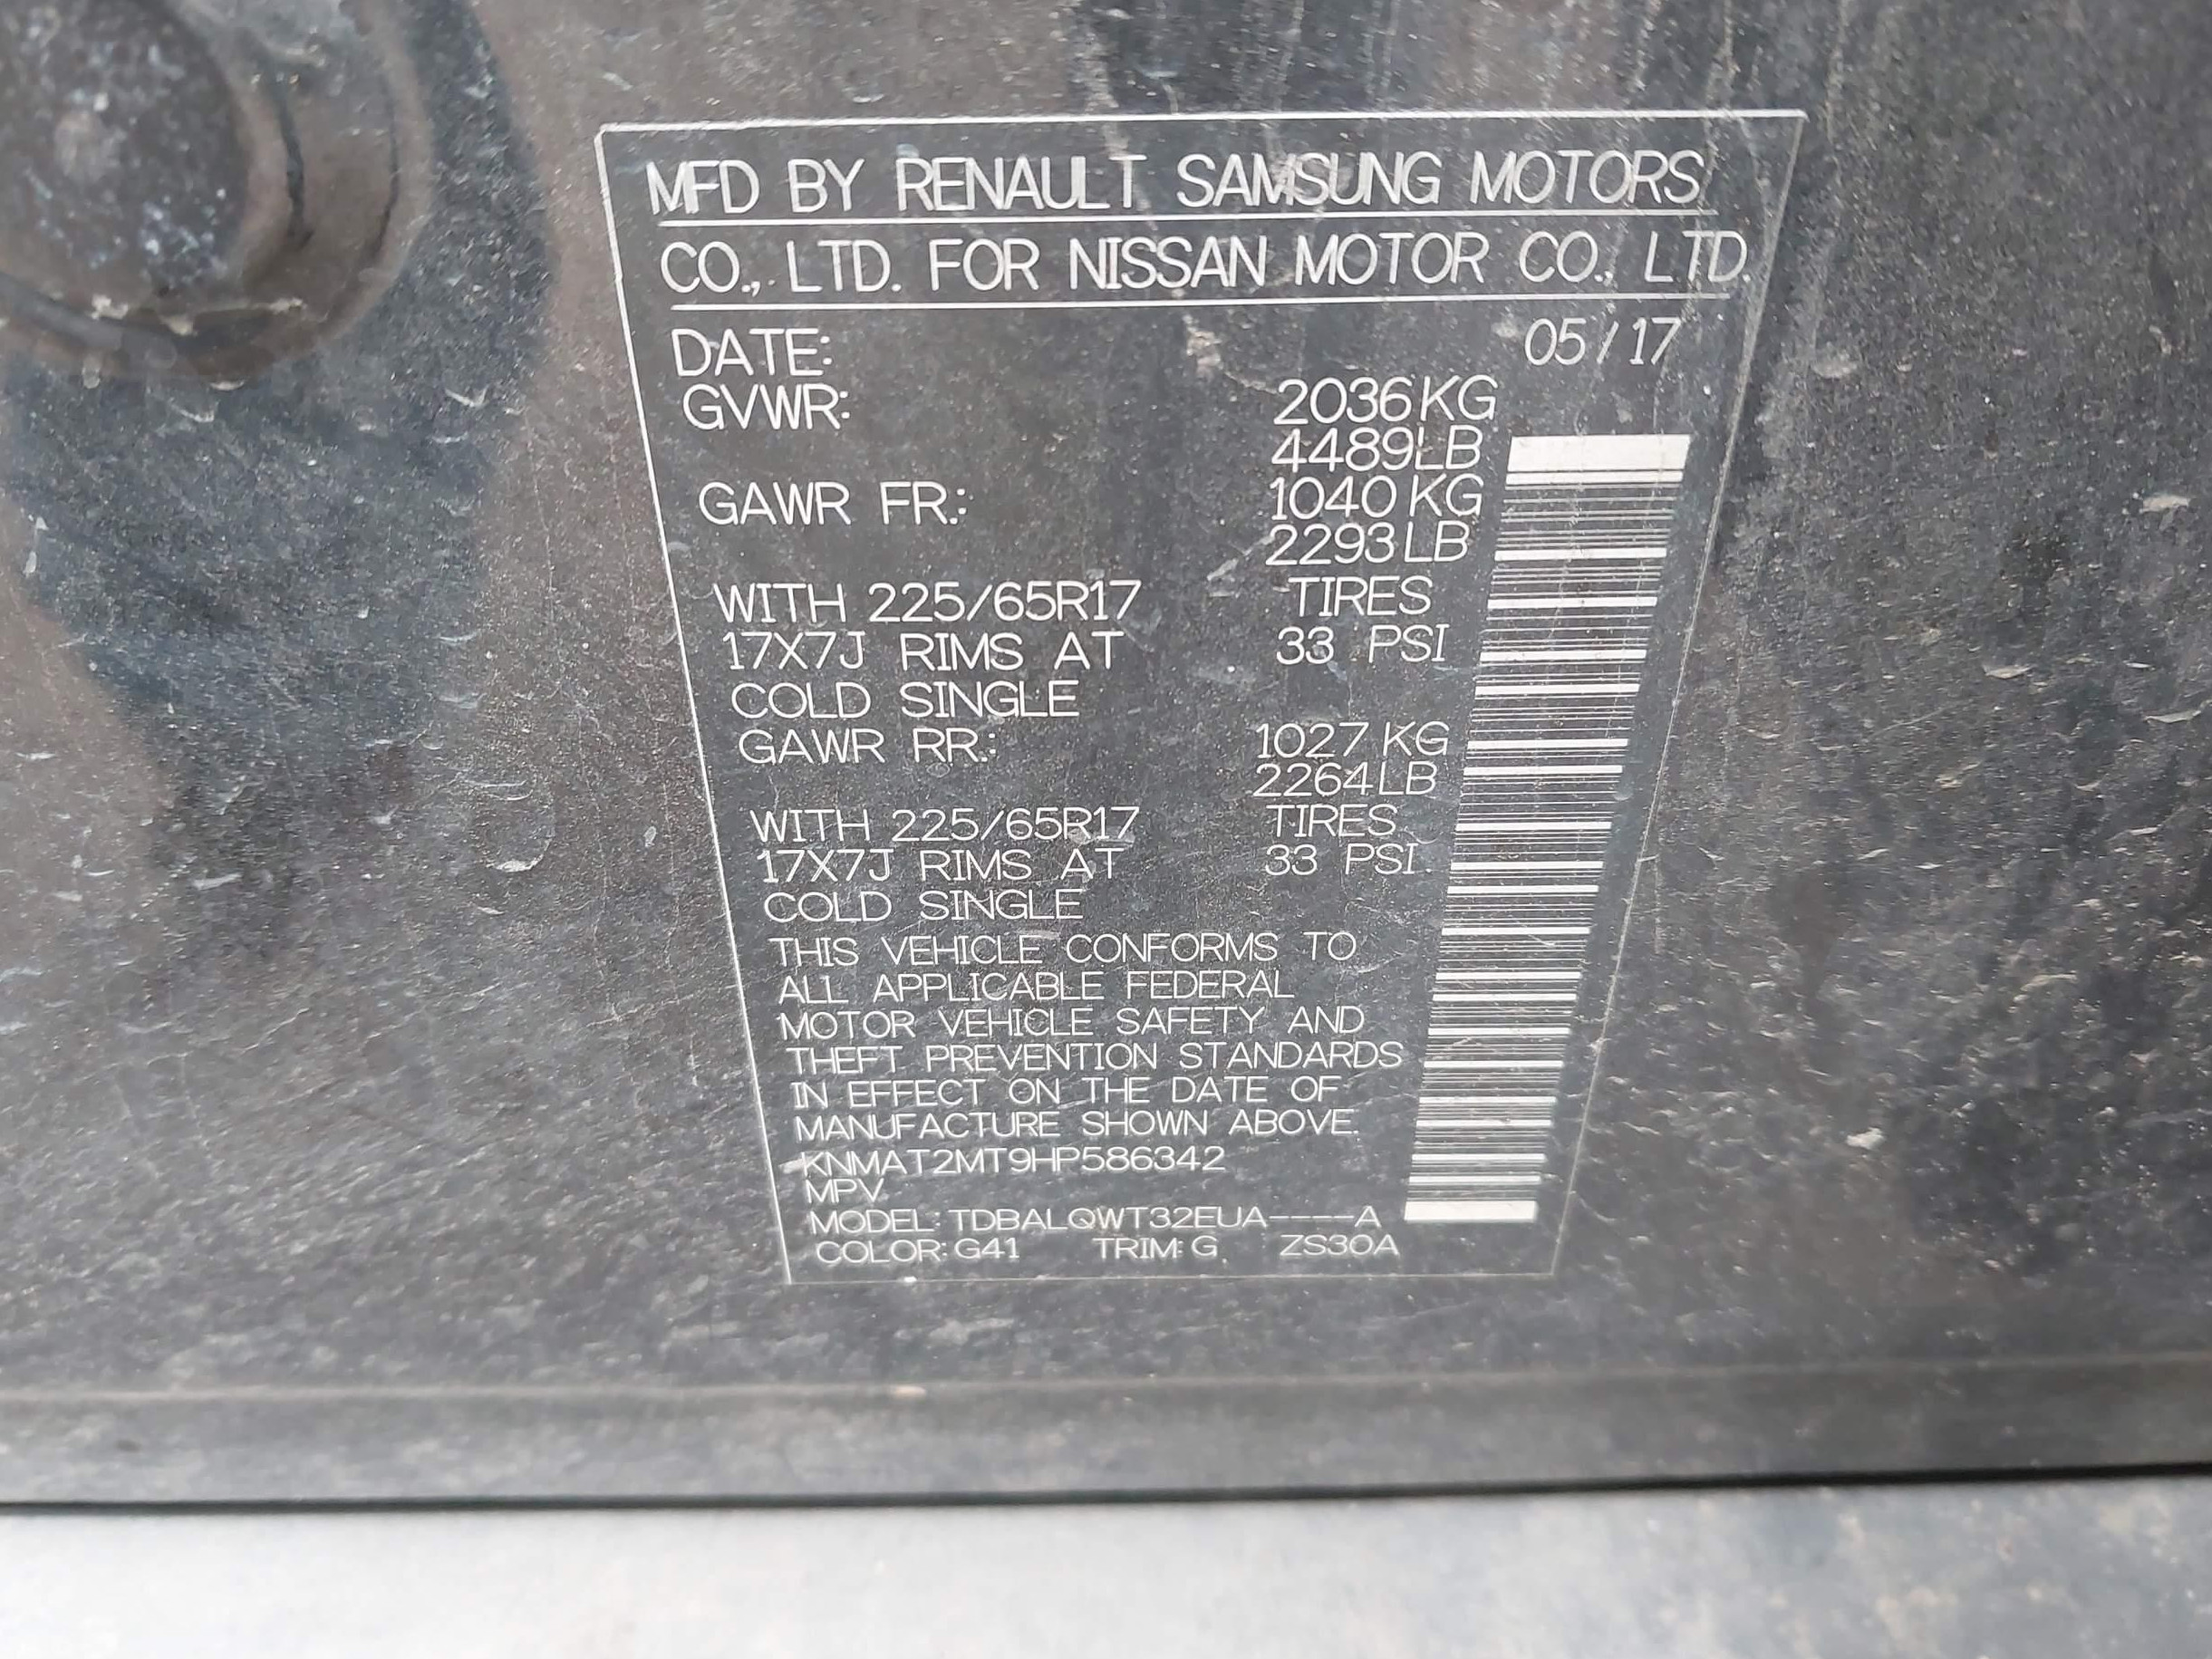 MFD BY RENAULT SAMSUNG MOTORS
CO., LTD. FOR NISSAN MOTOR CO., LTD.
DATE: 05/17
GVWR: 2036KG
4489LB
GAWR FR.: 1040KG
2293LB
WITH 225/65R17 TIRES
17X7J RIMS AT 33 PSI
COLD SINGLE
GAWR RR.: 1027KG
2264LB
WITH 225/65R17 TIRES
17X7J RIMS AT 33 PSI.
COLD SINGLE
THIS VEHICLE CONFORMS TO
ALL APPLICABLE FEDERAL
MOTOR VEHICLE SAFETY AND
THEFT PREVENTION STANDARDS
IN EFFECT ON THE DATE OF
MANUFACTURE SHOWN ABOVE.
KNMAT2MT9HP586342
MPV
MODEL: TDBALQWT32EUA----A
COLOR: G41 TRIM: G ZS30A